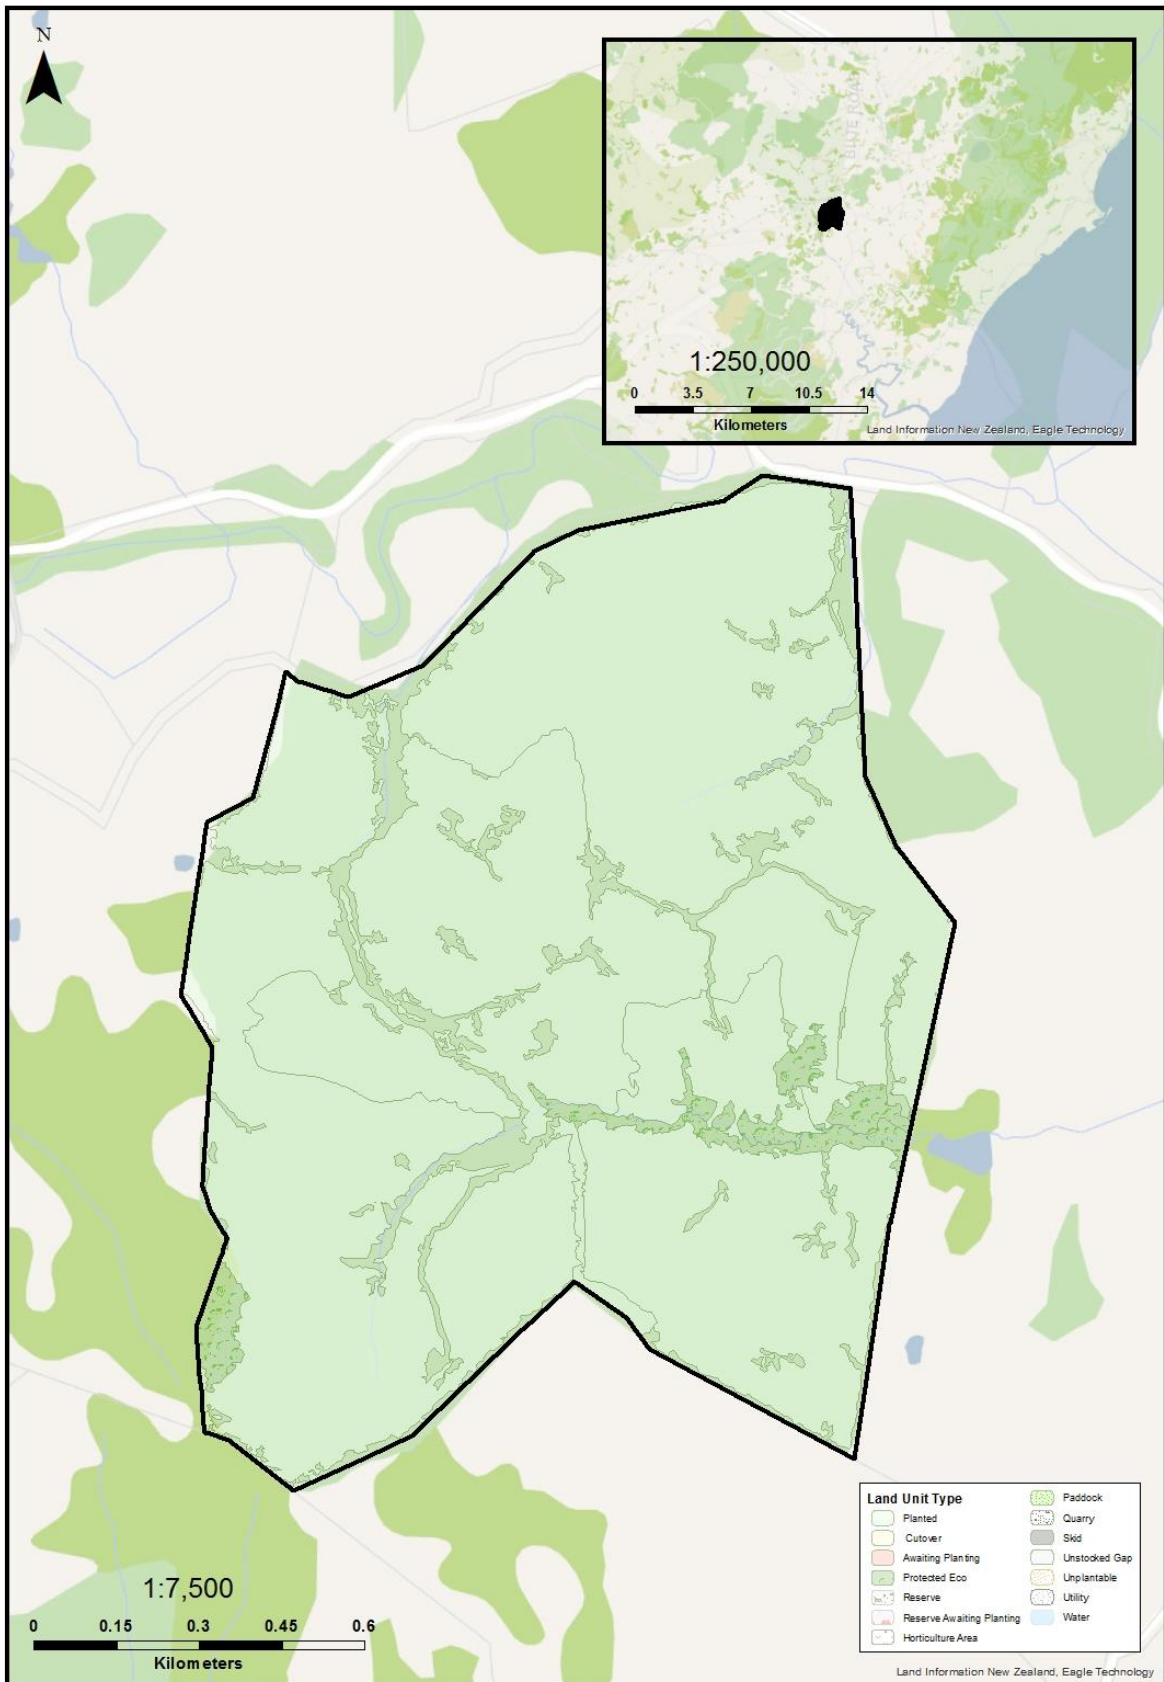 N
BLUE ROAD
1:250,000
0 3.5 7 10.5 14
Kilometers
Land Information New Zealand, Eagle Technology
Land Unit Type
Planted
Cutover
Awaiting Planting
Protected Eco
Reserve
Reserve Awaiting Planting
Horticulture Area
Paddock
Quarry
Skid
Unstocked Gap
Unplantable
Utility
Water
1:7,500
0 0.15 0.3 0.45 0.6
Kilometers
Land Information New Zealand, Eagle Technology